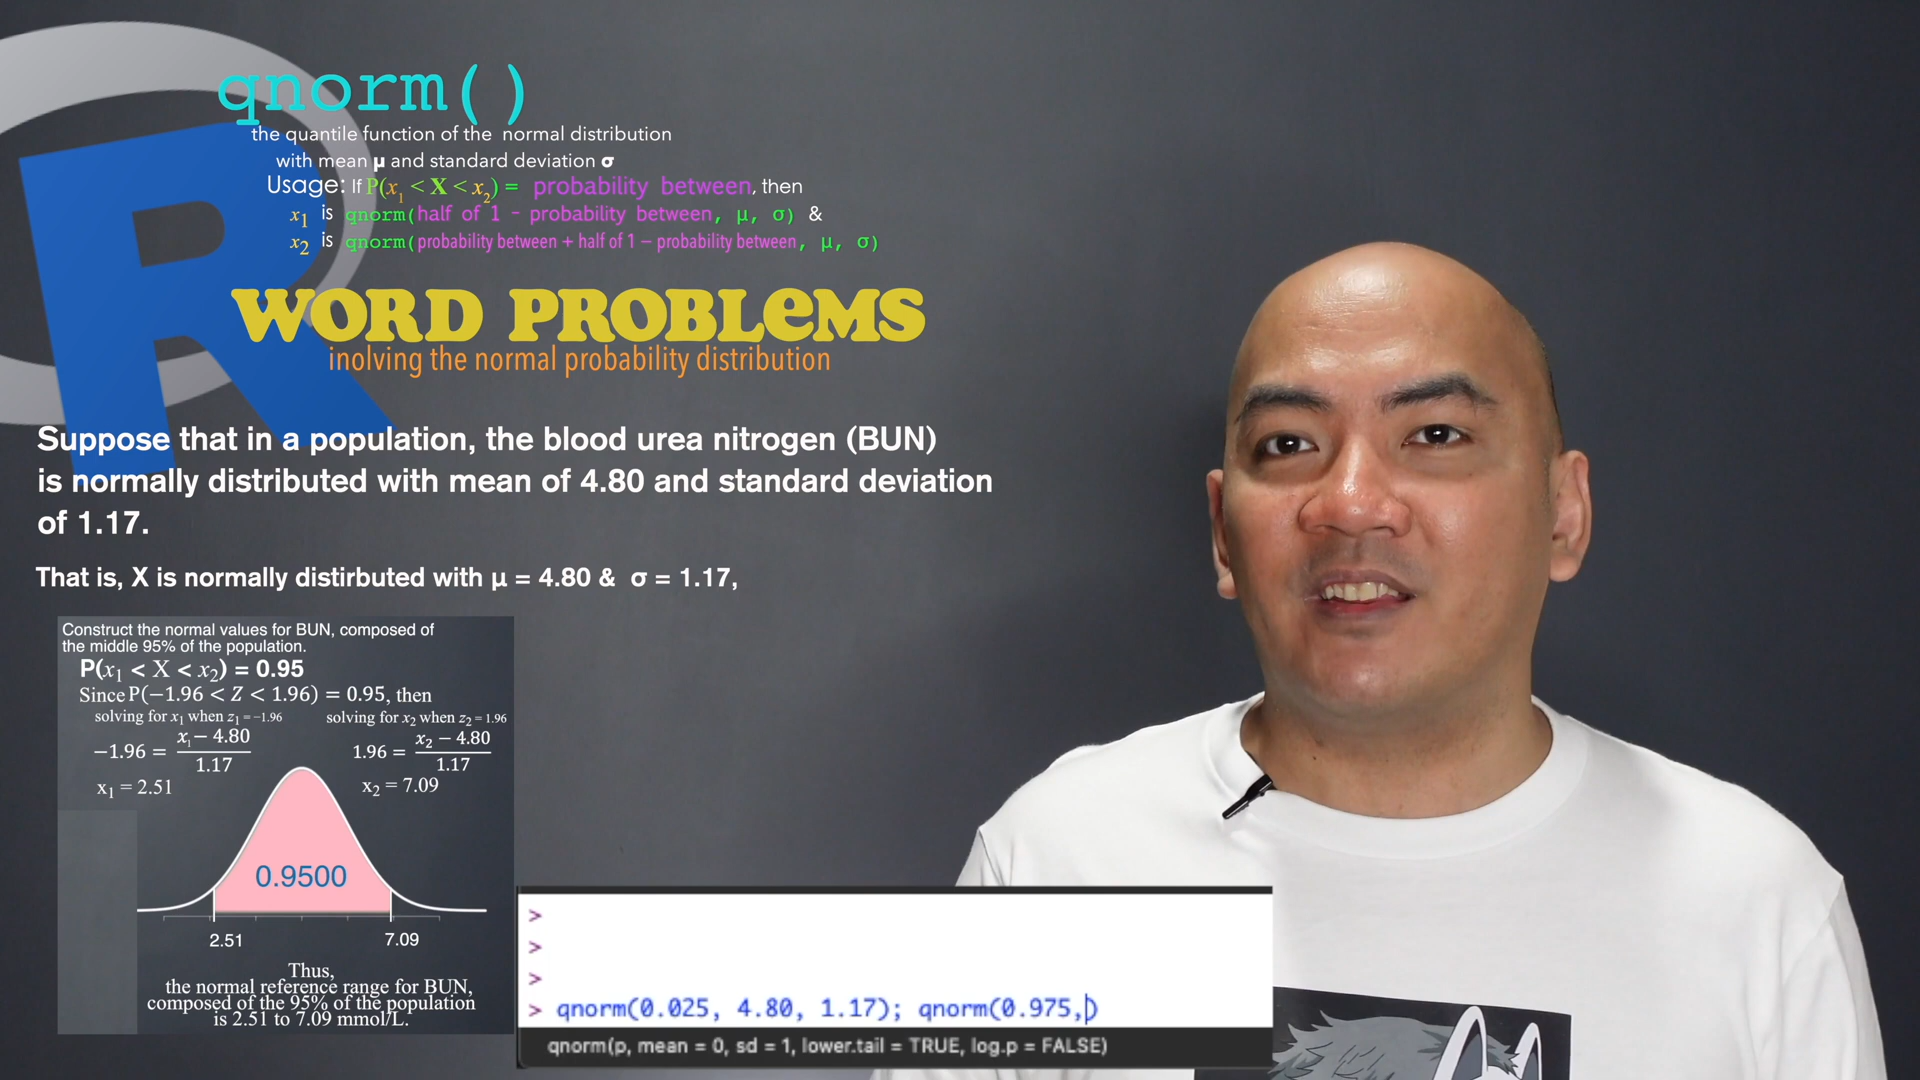 R
qnorm()
the quantile function of the normal distribution
with mean μ and standard deviation σ
Usage: If P(x₁ < X < x₂) = probability between, then
x₁ is qnorm(half of 1 - probability between, μ, σ) &
x₂ is qnorm(probability between + half of 1 – probability between, μ, σ)
WORD PROBLeMS
inolving the normal probability distribution
Suppose that in a population, the blood urea nitrogen (BUN)
is normally distributed with mean of 4.80 and standard deviation
of 1.17.
That is, X is normally distirbuted with μ = 4.80 & σ = 1.17,
Construct the normal values for BUN, composed of
the middle 95% of the population.
P(x₁ < X < x₂) = 0.95
Since P(−1.96 < Z < 1.96) = 0.95, then
solving for x₁ when z₁ = −1.96
−1.96 = x₁ − 4.80
1.17
x₁ = 2.51
solving for x₂ when z₂ = 1.96
1.96 = x₂ − 4.80
1.17
x₂ = 7.09
0.9500
2.51 7.09
Thus,
the normal reference range for BUN,
composed of the 95% of the population
is 2.51 to 7.09 mmol/L.
>
>
>
> qnorm(0.025, 4.80, 1.17); qnorm(0.975,)
qnorm(p, mean = 0, sd = 1, lower.tail = TRUE, log.p = FALSE)